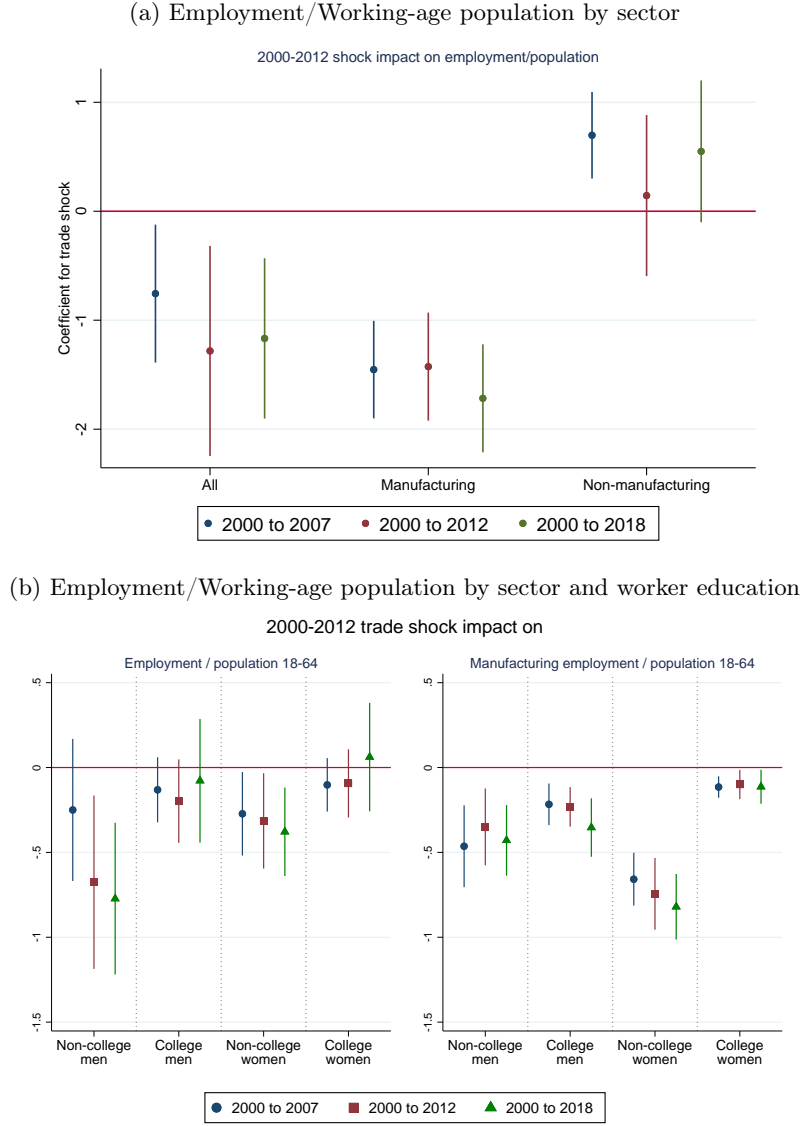 (a) Employment/Working-age population by sector
2000-2012 shock impact on employment/population
Coefficient for trade shock
1
0
-1
-2
All Manufacturing Non-manufacturing
2000 to 2007 2000 to 2012 2000 to 2018
(b) Employment/Working-age population by sector and worker education
2000-2012 trade shock impact on
Employment / population 18-64
.5
0
-.5
-1
-1.5
Non-college men College men Non-college women College women
Manufacturing employment / population 18-64
.5
0
-.5
-1
-1.5
Non-college men College men Non-college women College women
2000 to 2007 2000 to 2012 2000 to 2018